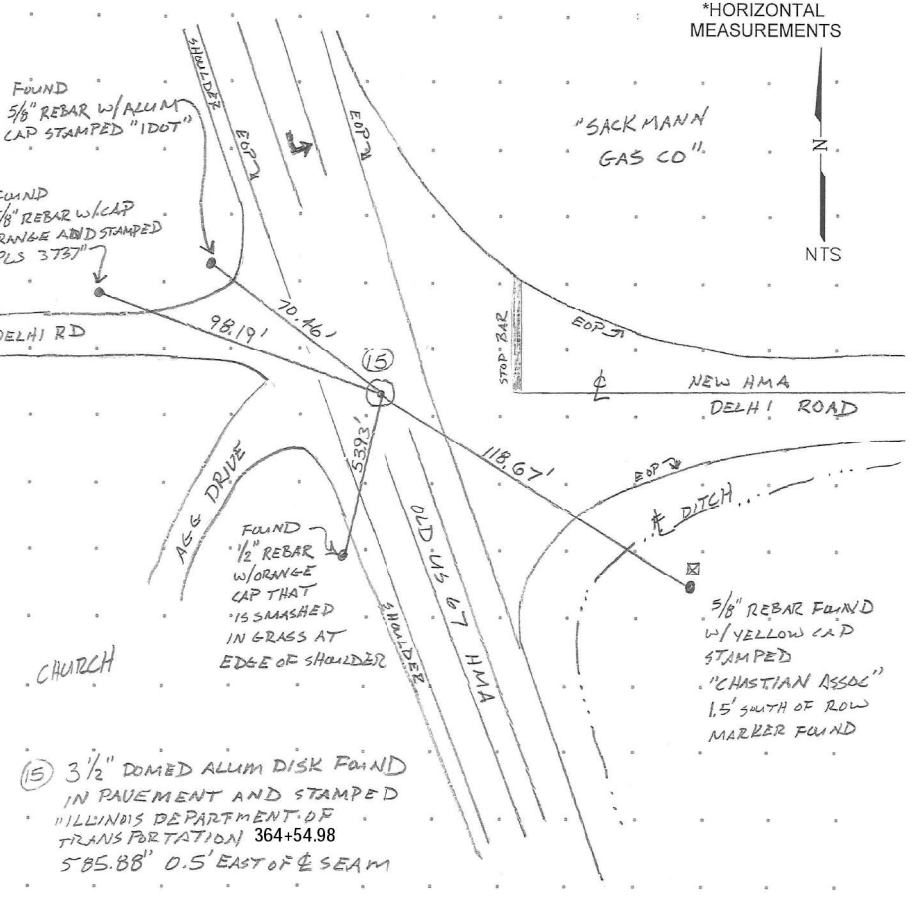 *HORIZONTAL
MEASUREMENTS
N
NTS
FOUND
5/8" REBAR W/ALUM
CAP STAMPED "IDOT"
SHOULDER
EOP
EOP
"SACKMANN
GAS CO"
/8" REBAR W/CAP
STAMPED
PLS 3737"
DELHI RD
98.19'
70.46'
15
STOP BAR
EOP
℄
NEW HMA
DELHI ROAD
53.93'
118.67'
AGG DRIVE
EOP
℄ DITCH
FOUND
1/2" REBAR
W/ORANGE
CAP THAT
IS SMASHED
IN GRASS AT
EDGE OF SHOULDER
OLD US 67 HMA
SHOULDER
5/8" REBAR FOUND
W/ YELLOW CAP
STAMPED
"CHASTIAN ASSOC"
1.5' SOUTH OF ROW
MARKER FOUND
CHURCH
15 3 1/2" DOMED ALUM DISK FOUND
IN PAVEMENT AND STAMPED
"ILLINOIS DEPARTMENT OF
TRANSPORTATION 364+54.98
585.88" 0.5' EAST OF ℄ SEAM